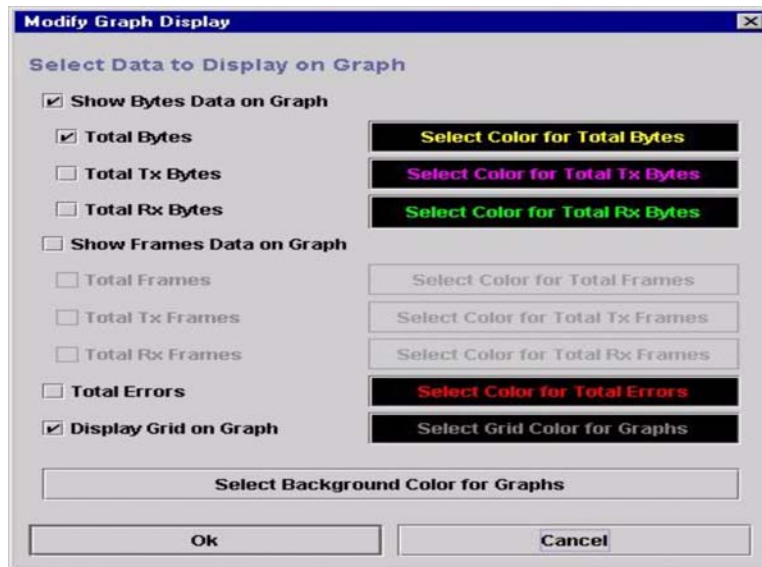 Modify Graph Display
Select Data to Display on Graph
Show Bytes Data on Graph
Total Bytes Select Color for Total Bytes
Total Tx Bytes Select Color for Total Tx Bytes
Total Rx Bytes Select Color for Total Rx Bytes
Show Frames Data on Graph
Total Frames Select Color for Total Frames
Total Tx Frames Select Color for Total Tx Frames
Total Rx Frames Select Color for Total Rx Frames
Total Errors Select Color for Total Errors
Display Grid on Graph Select Grid Color for Graphs
Select Background Color for Graphs
Ok Cancel